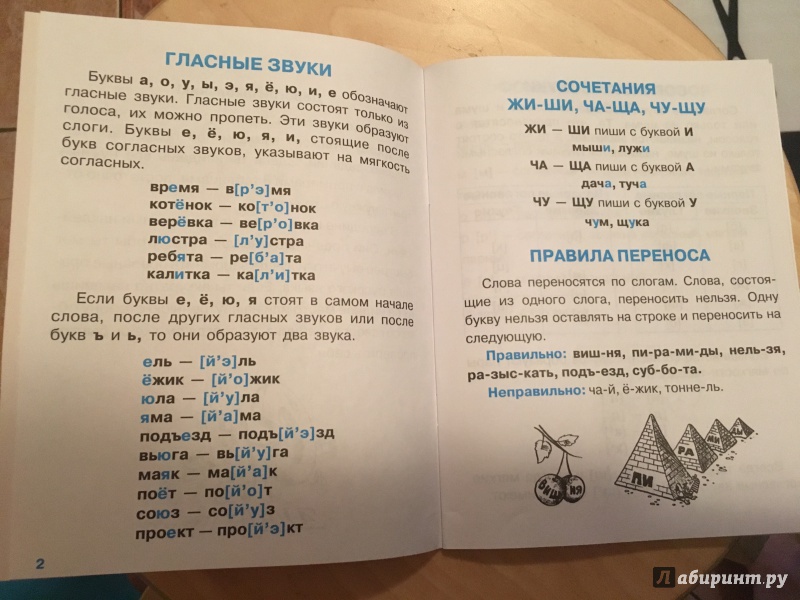 ГЛАСНЫЕ ЗВУКИ
Буквы а, о, у, ы, э, я, ё, ю, и, е обозначают
гласные звуки. Гласные звуки состоят только из
голоса, их можно пропеть. Эти звуки образуют
слоги. Буквы е, ё, ю, я, и, стоящие после
букв согласных звуков, указывают на мягкость
согласных.
время — в[р'э]мя
котёнок — ко[т'о]нок
верёвка — ве[р'о]вка
люстра — [л'у]стра
ребята — ре[б'а]та
калитка — ка[л'и]тка
Если буквы е, ё, ю, я стоят в самом начале
слова, после других гласных звуков или после
букв ъ и ь, то они образуют два звука.
ель — [й'э]ль
ёжик — [й'о]жик
юла — [й'у]ла
яма — [й'а]ма
подъезд — подъ[й'э]зд
вьюга — вь[й'у]га
маяк — ма[й'а]к
поёт — по[й'о]т
союз — со[й'у]з
проект — про[й'э]кт
2
СОЧЕТАНИЯ
ЖИ-ШИ, ЧА-ЩА, ЧУ-ЩУ
ЖИ — ШИ пиши с буквой И
мыши, лужи
ЧА — ЩА пиши с буквой А
дача, туча
ЧУ — ЩУ пиши с буквой У
чум, щука
ПРАВИЛА ПЕРЕНОСА
Слова переносятся по слогам. Слова, состоя-
щие из одного слога, переносить нельзя. Одну
букву нельзя оставлять на строке и переносить на
следующую.
Правильно: виш-ня, пи-ра-ми-ды, нель-зя,
ра-зыс-кать, подъ-езд, суб-бо-та.
Неправильно: ча-й, ё-жик, тонне-ль.
ВИШ НЯ
ПИ РА МИ ДЫ
Лабиринт.ру